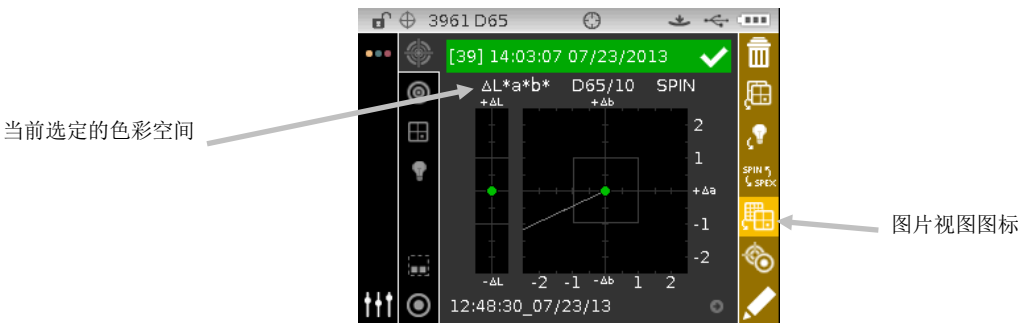 3961 D65
[39] 14:03:07 07/23/2013
ΔL*a*b* D65/10 SPIN
+ΔL +Δb
当前选定的色彩空间
2
1
SPIN
SPEX
+Δa
图片视图图标
-1
-2
-ΔL -2 -1 -Δb 1 2
12:48:30_07/23/13